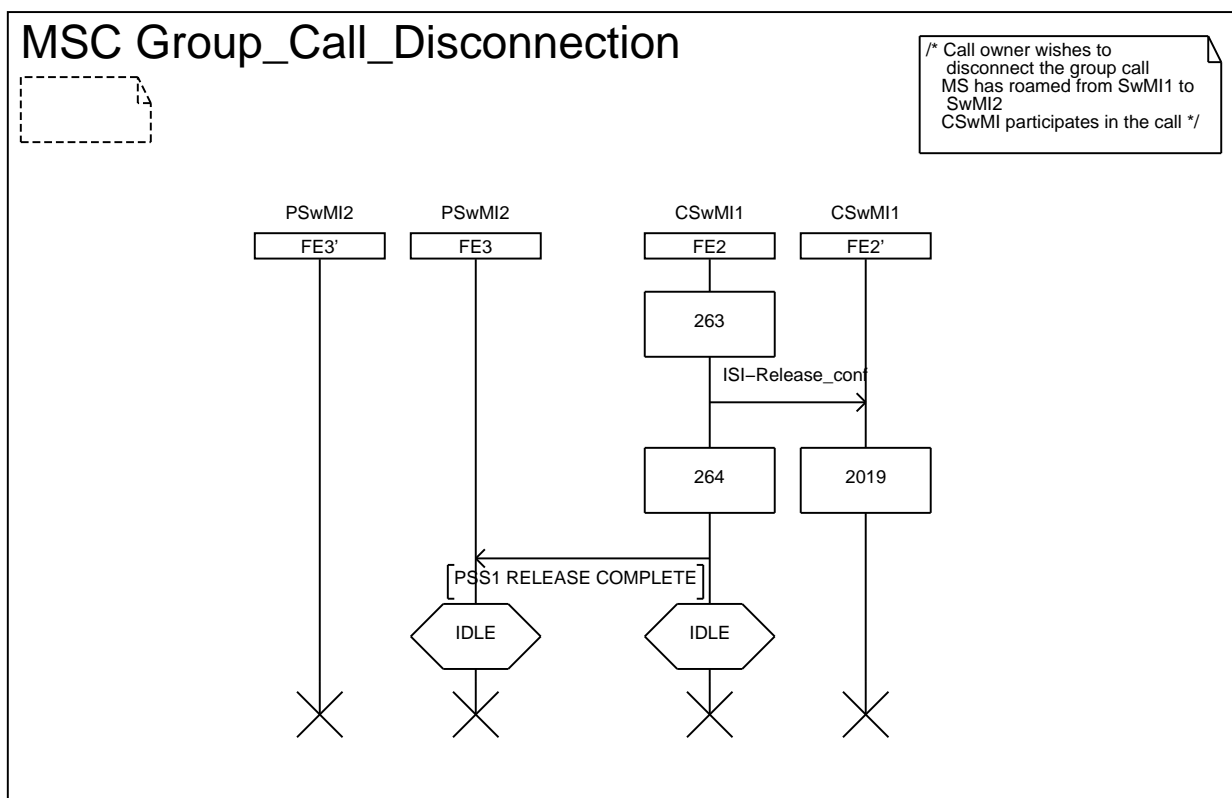 MSC Group_Call_Disconnection
/* Call owner wishes to
disconnect the group call
MS has roamed from SwMI1 to
SwMI2
CSwMI participates in the call */
PSwMI2 PSwMI2 CSwMI1 CSwMI1
FE3' FE3 FE2 FE2'
263
ISI−Release_conf
264 2019
PSS1 RELEASE COMPLETE
IDLE IDLE